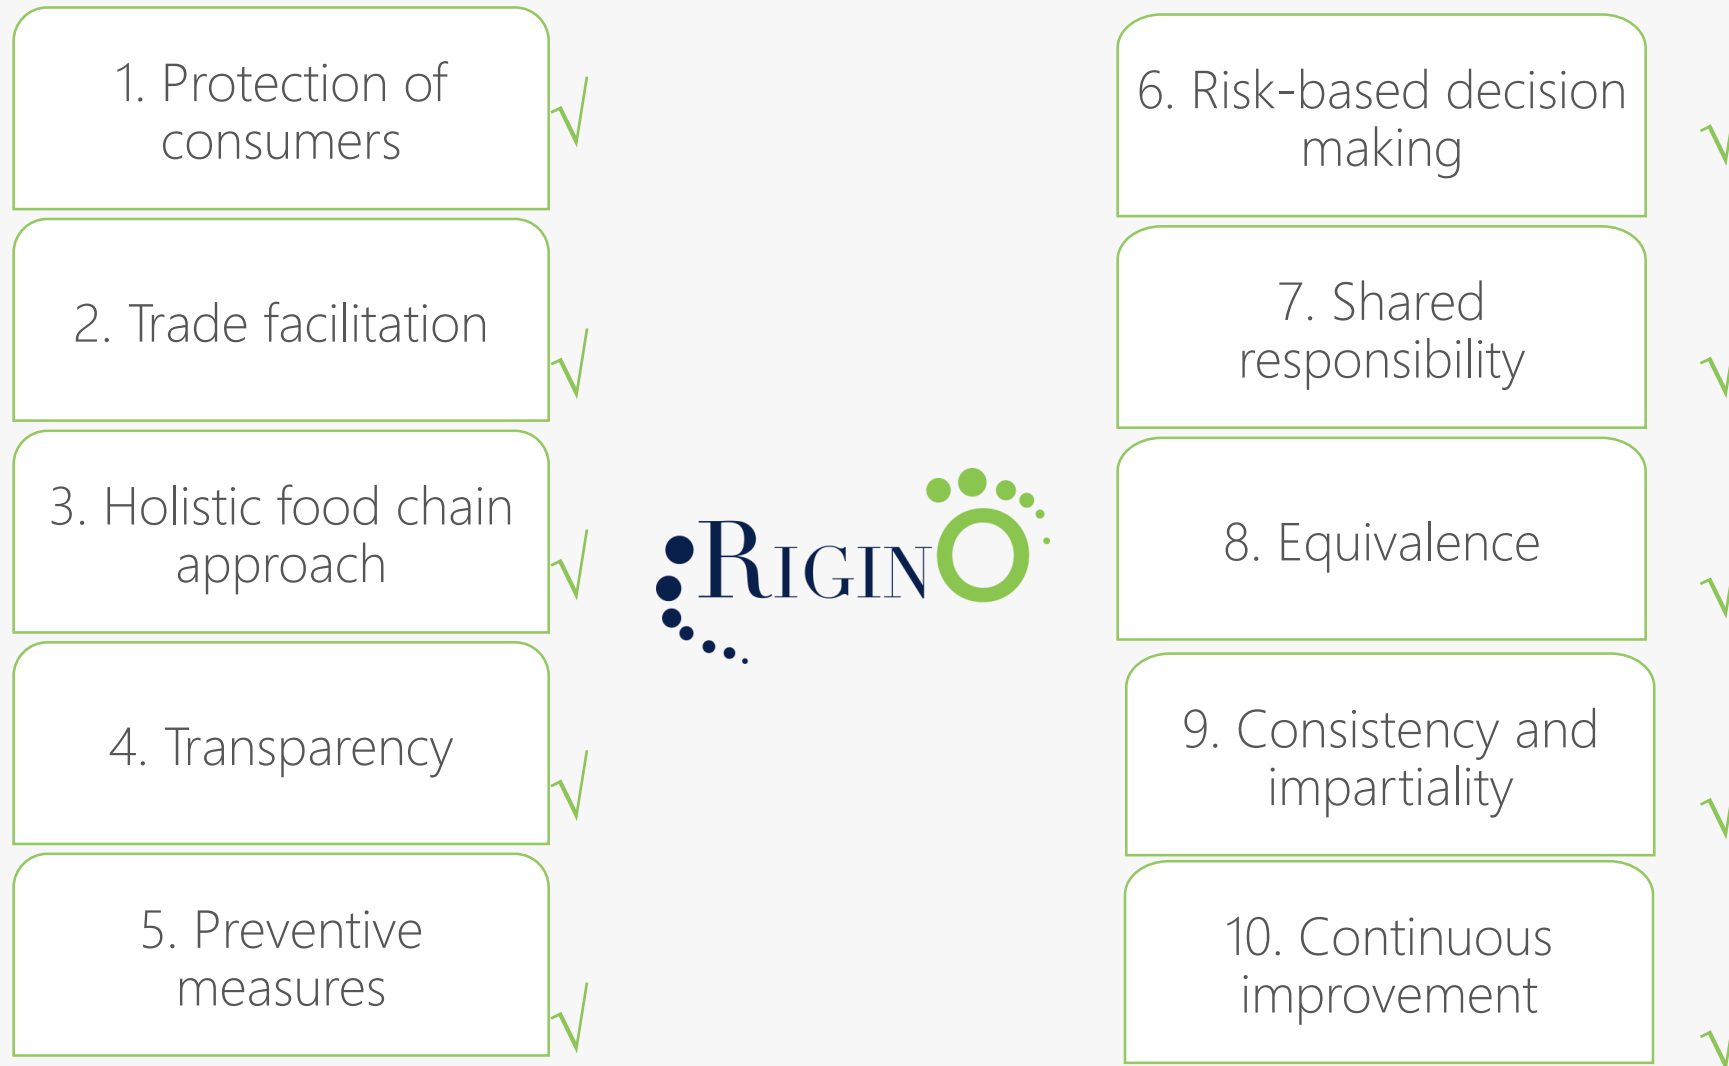 1. Protection of
consumers
√
2. Trade facilitation
√
3. Holistic food chain
approach
√
4. Transparency
√
5. Preventive
measures
√
RIGINO
6. Risk-based decision
making
√
7. Shared
responsibility
√
8. Equivalence
√
9. Consistency and
impartiality
√
10. Continuous
improvement
√